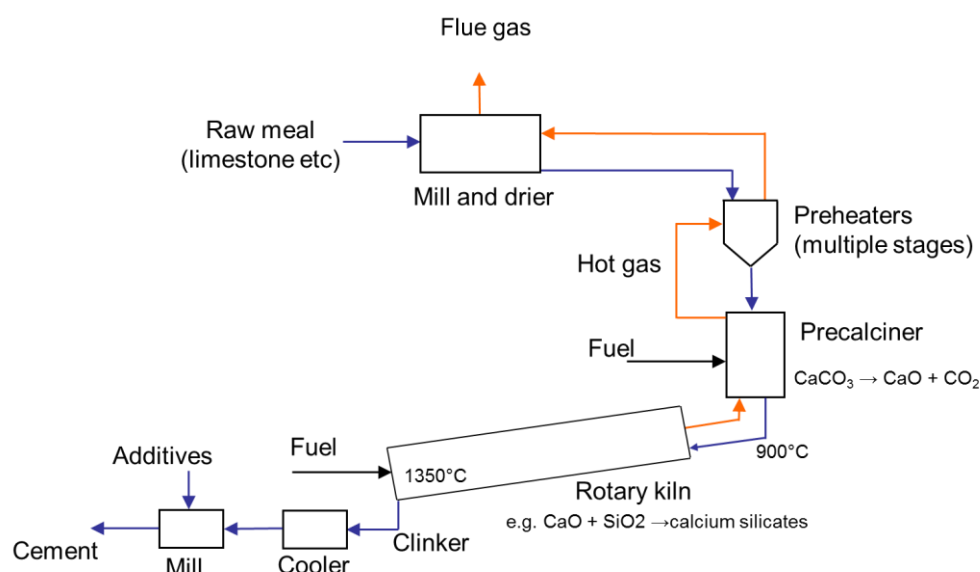 Flue gas
Raw meal
(limestone etc)
Mill and drier
Preheaters
(multiple stages)
Hot gas
Precalciner
Fuel
CaCO₃ → CaO + CO₂
900°C
Fuel
1350°C
Additives
Rotary kiln
e.g. CaO + SiO2 →calcium silicates
Clinker
Cement
Mill
Cooler